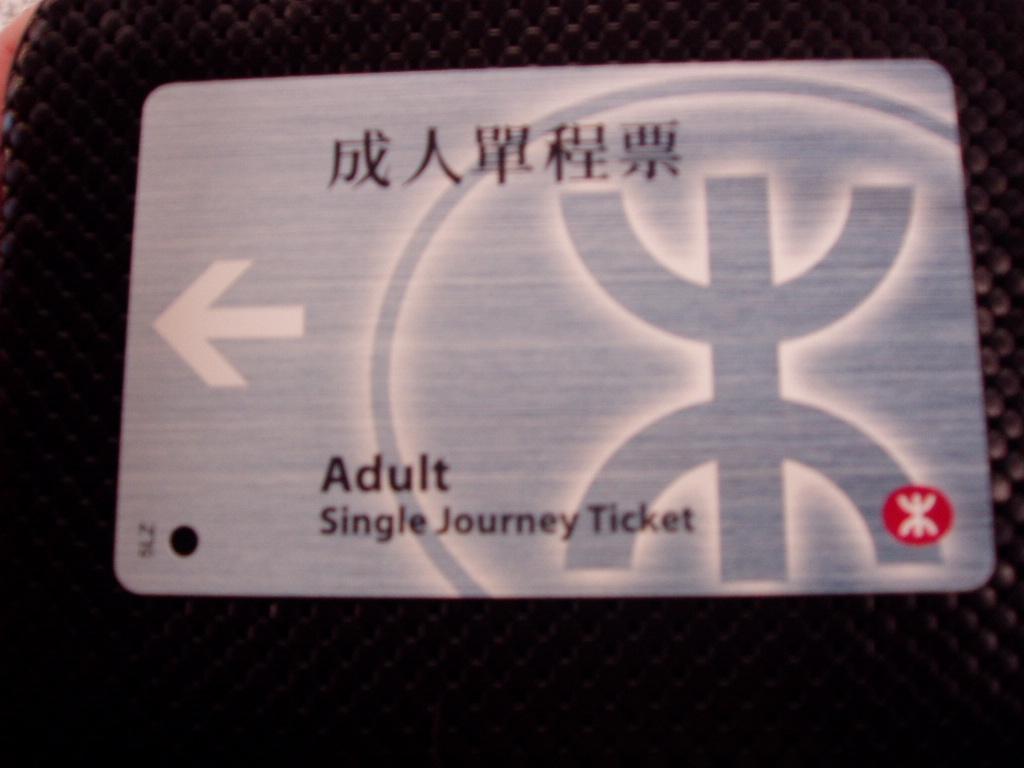 成人單程票
Adult
Single Journey Ticket